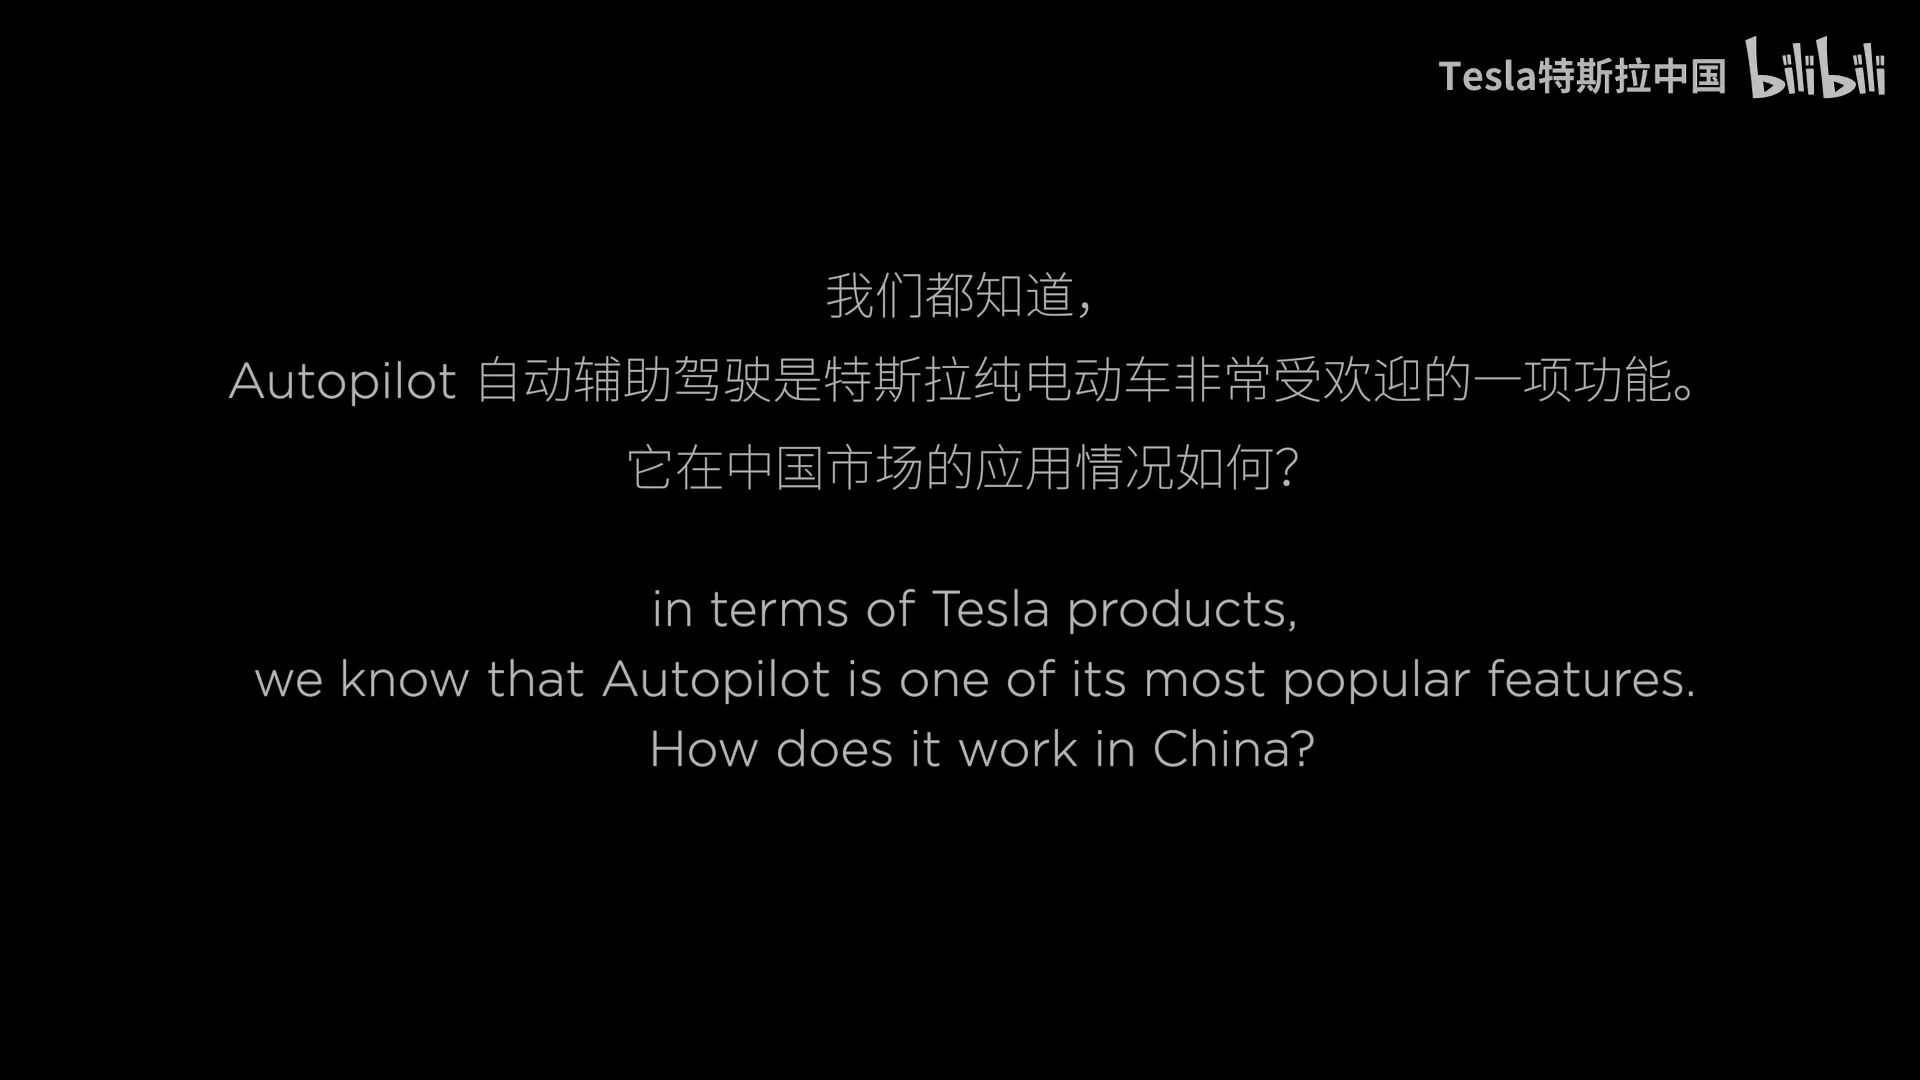 Tesla特斯拉中国 bilibili
我们都知道，
Autopilot 自动辅助驾驶是特斯拉纯电动车非常受欢迎的一项功能。
它在中国市场的应用情况如何？
in terms of Tesla products,
we know that Autopilot is one of its most popular features.
How does it work in China?